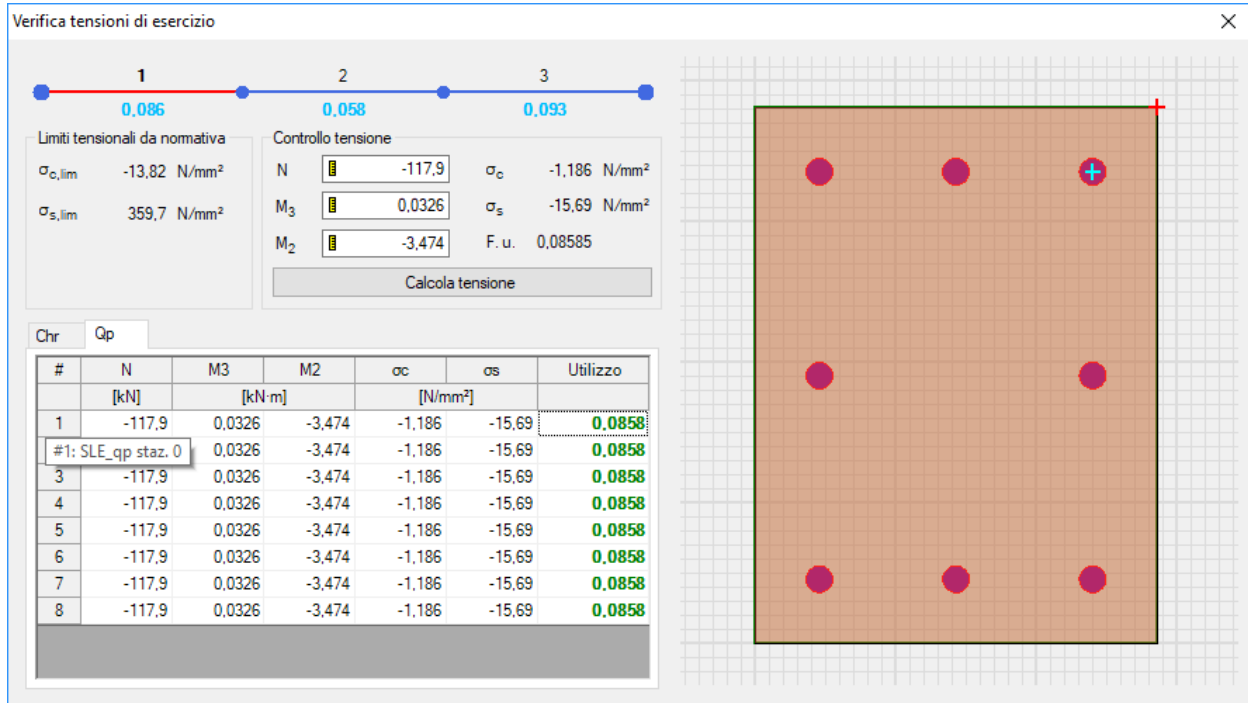 Verifica tensioni di esercizio
1 2 3
0,086 0,058 0,093
Limiti tensionali da normativa
σc,lim -13,82 N/mm²
σs,lim 359,7 N/mm²
Controllo tensione
N -117,9 σc -1,186 N/mm²
M3 0,0326 σs -15,69 N/mm²
M2 -3,474 F. u. 0,08585
Calcola tensione
Chr Qp
# N M3 M2 σc σs Utilizzo
[kN] [kN·m] [N/mm²]
1 -117,9 0,0326 -3,474 -1,186 -15,69 0,0858
#1: SLE_qp staz. 0 0,0326 -3,474 -1,186 -15,69 0,0858
3 -117,9 0,0326 -3,474 -1,186 -15,69 0,0858
4 -117,9 0,0326 -3,474 -1,186 -15,69 0,0858
5 -117,9 0,0326 -3,474 -1,186 -15,69 0,0858
6 -117,9 0,0326 -3,474 -1,186 -15,69 0,0858
7 -117,9 0,0326 -3,474 -1,186 -15,69 0,0858
8 -117,9 0,0326 -3,474 -1,186 -15,69 0,0858